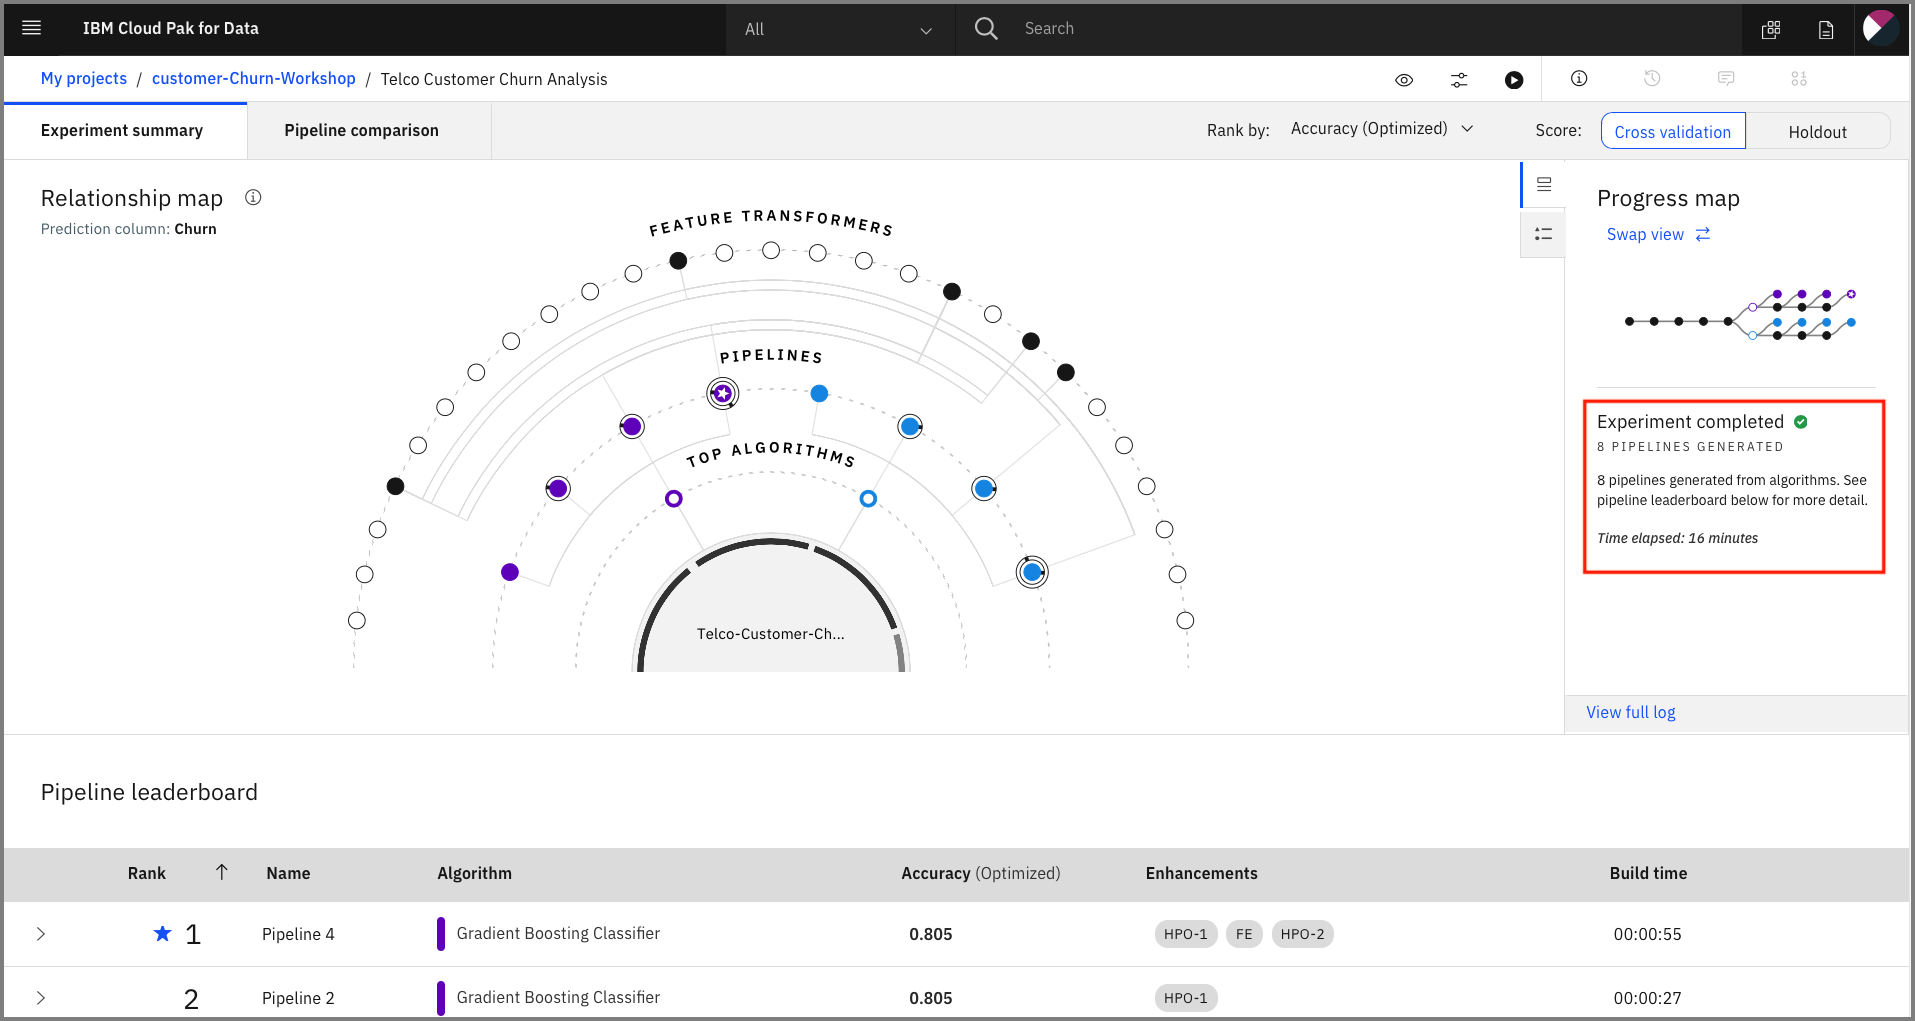 IBM Cloud Pak for Data
All
Search
My projects / customer-Churn-Workshop / Telco Customer Churn Analysis
Experiment summary
Pipeline comparison
Rank by: Accuracy (Optimized)
Score: Cross validation Holdout
Relationship map
Prediction column: Churn
FEATURE TRANSFORMERS
PIPELINES
TOP ALGORITHMS
Telco-Customer-Ch...
Progress map
Swap view
Experiment completed
8 PIPELINES GENERATED
8 pipelines generated from algorithms. See
pipeline leaderboard below for more detail.
Time elapsed: 16 minutes
View full log
Pipeline leaderboard
Rank Name Algorithm Accuracy (Optimized) Enhancements Build time
1 Pipeline 4 Gradient Boosting Classifier 0.805 HPO-1 FE HPO-2 00:00:55
2 Pipeline 2 Gradient Boosting Classifier 0.805 HPO-1 00:00:27